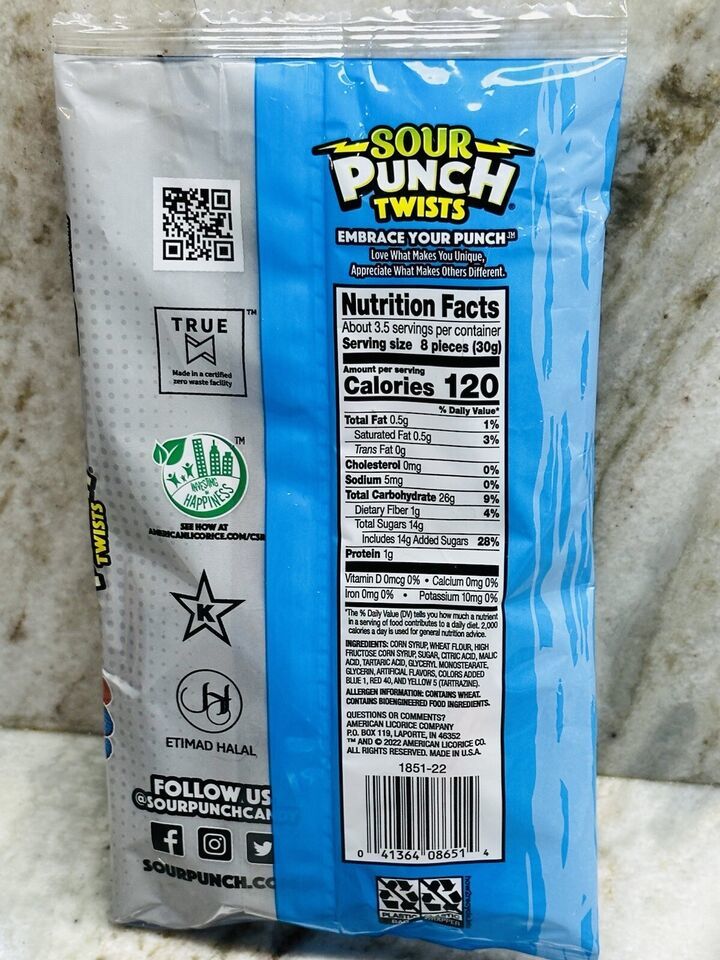 TRUE TM
Made in a certified
zero waste facility
TM
INVESTING
IN
HAPPINESS
SEE HOW AT
AMERICANLICORICE.COM/CSR
K
ETIMAD HALAL
FOLLOW US
@SOURPUNCHCANDY
SOURPUNCH.CO
TWISTS
SOUR
PUNCH®
TWISTS
EMBRACE YOUR PUNCH™
Love What Makes You Unique,
Appreciate What Makes Others Different.
Nutrition Facts
About 3.5 servings per container
Serving size 8 pieces (30g)
Amount per serving
Calories 120
% Daily Value*
Total Fat 0.5g 1%
Saturated Fat 0.5g 3%
Trans Fat 0g
Cholesterol 0mg 0%
Sodium 5mg 0%
Total Carbohydrate 26g 9%
Dietary Fiber 1g 4%
Total Sugars 14g
Includes 14g Added Sugars 28%
Protein 1g
Vitamin D 0mcg 0% • Calcium 0mg 0%
Iron 0mg 0% • Potassium 10mg 0%
*The % Daily Value (DV) tells you how much a nutrient
in a serving of food contributes to a daily diet. 2,000
calories a day is used for general nutrition advice.
INGREDIENTS: CORN SYRUP, WHEAT FLOUR, HIGH
FRUCTOSE CORN SYRUP, SUGAR, CITRIC ACID, MALIC
ACID, TARTARIC ACID, GLYCERYL MONOSTEARATE,
GLYCERIN, ARTIFICIAL FLAVORS, COLORS ADDED
BLUE 1, RED 40, AND YELLOW 5 (TARTRAZINE).
ALLERGEN INFORMATION: CONTAINS WHEAT.
CONTAINS BIOENGINEERED FOOD INGREDIENTS.
QUESTIONS OR COMMENTS?
AMERICAN LICORICE COMPANY
P.O. BOX 119, LAPORTE, IN 46352
™ AND © 2022 AMERICAN LICORICE CO.
ALL RIGHTS RESERVED. MADE IN U.S.A.
1851-22
0 41364 08651 4
PLASTIC
BAG